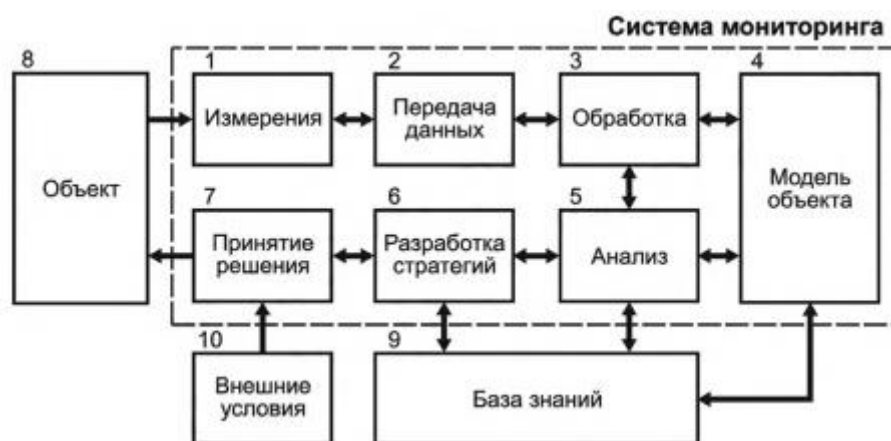 Система мониторинга
8
Объект
1
Измерения
2
Передача
данных
3
Обработка
4
Модель
объекта
7
Принятие
решения
6
Разработка
стратегий
5
Анализ
10
Внешние
условия
9
База знаний